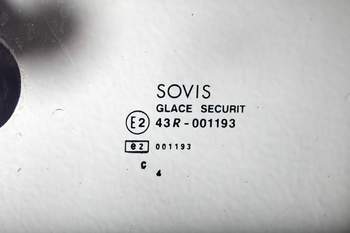 SOVIS
GLACE SECURIT
E2 43R-001193
e2 001193
C
4